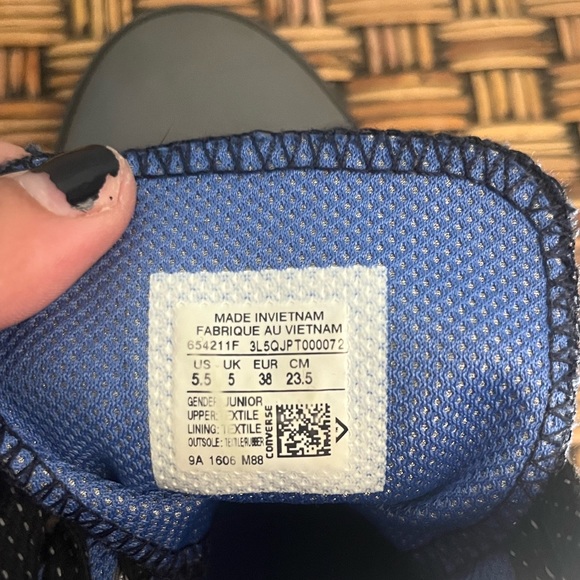 MADE INVIETNAM
FABRIQUE AU VIETNAM
654211F 3L5QJPT000072
US UK EUR CM
5.5 5 38 23.5
GENDER: JUNIOR
UPPER: TEXTILE
LINING: TEXTILE
OUTSOLE: TEXTILE/RUBBER
CONVERSE
9A 1606 M88